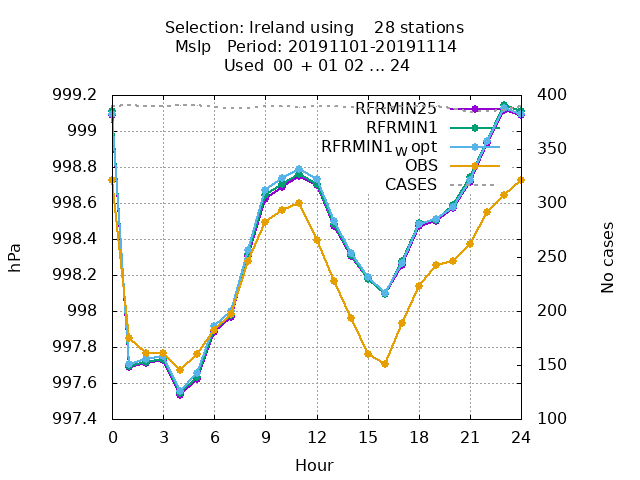 Selection: Ireland using    28 stations
Mslp   Period: 20191101-20191114
Used  00 + 01 02 ... 24
999.2
999
998.8
998.6
998.4
998.2
998
997.8
997.6
997.4
hPa
RFRMIN25
RFRMIN1
RFRMIN1w opt
OBS
CASES
400
350
300
250
200
150
100
No cases
0 3 6 9 12 15 18 21 24
Hour